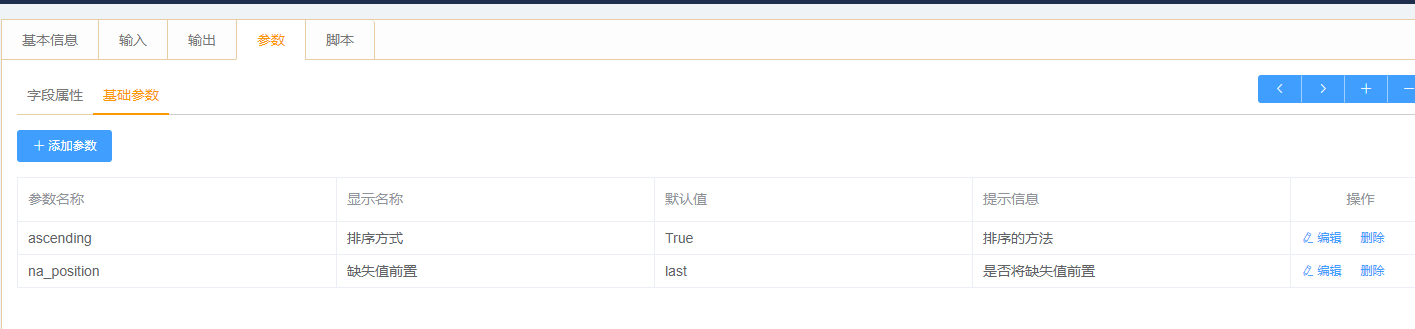 基本信息 输入 输出 参数 脚本
字段属性 基础参数
添加参数
参数名称 显示名称 默认值 提示信息 操作
ascending 排序方式 True 排序的方法 编辑 删除
na_position 缺失值前置 last 是否将缺失值前置 编辑 删除